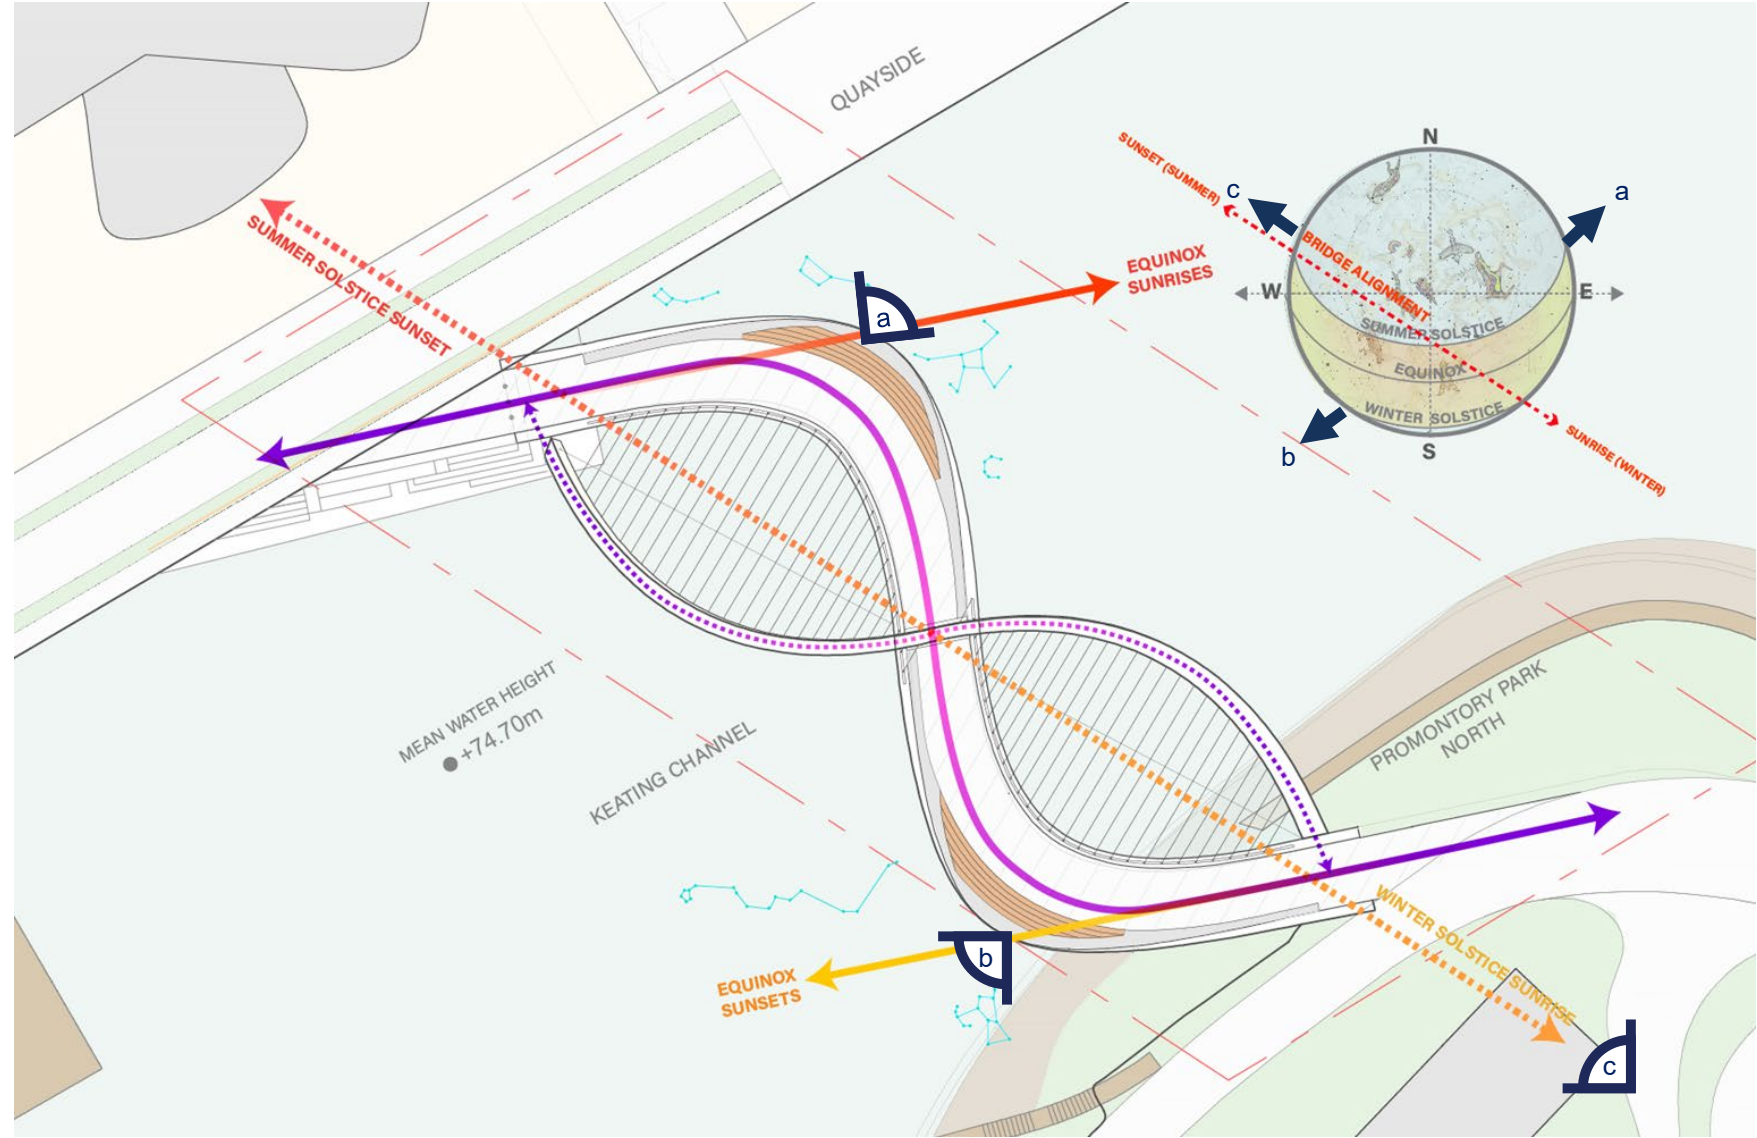 QUAYSIDE
N
SUNSET (SUMMER)
c
a
BRIDGE ALIGNMENT
W
E
SUMMER SOLSTICE
EQUINOX
WINTER SOLSTICE
S
b
SUNRISE (WINTER)
SUMMER SOLSTICE SUNSET
EQUINOX
SUNRISES
a
MEAN WATER HEIGHT
+74.70m
KEATING CHANNEL
PROMONTORY PARK
NORTH
WINTER SOLSTICE SUNRISE
EQUINOX
SUNSETS
b
c